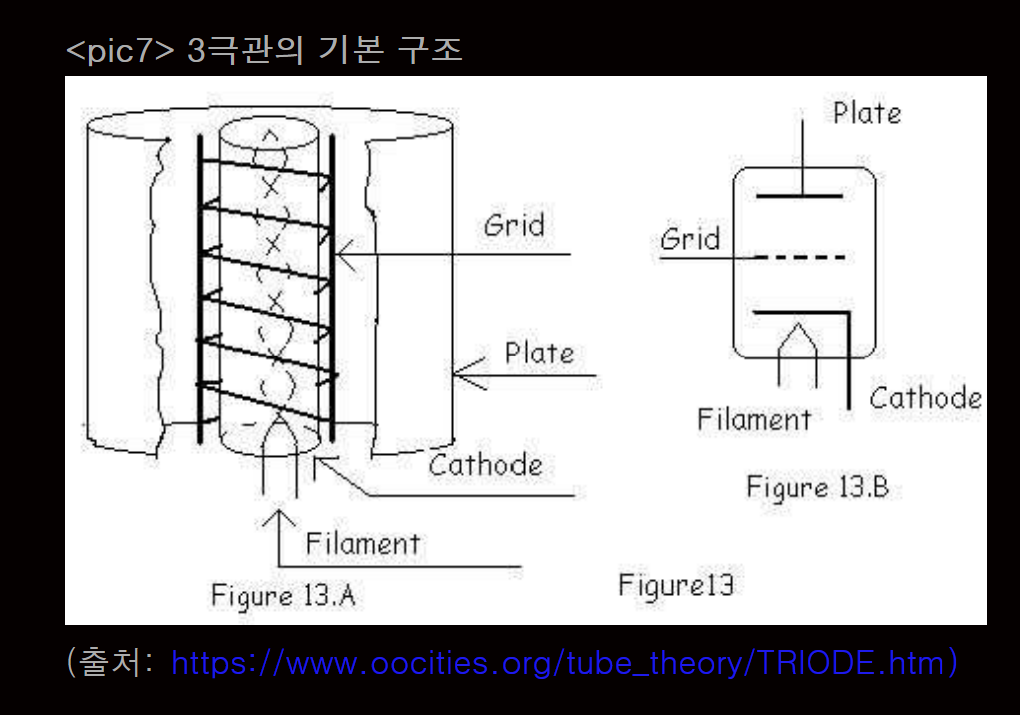 <pic7> 3극관의 기본 구조
Plate
Grid
Grid
Plate
Cathode
Cathode
Filament
Figure 13.B
Filament
Figure 13.A
Figure13
(출처: https://www.oocities.org/tube_theory/TRIODE.htm)